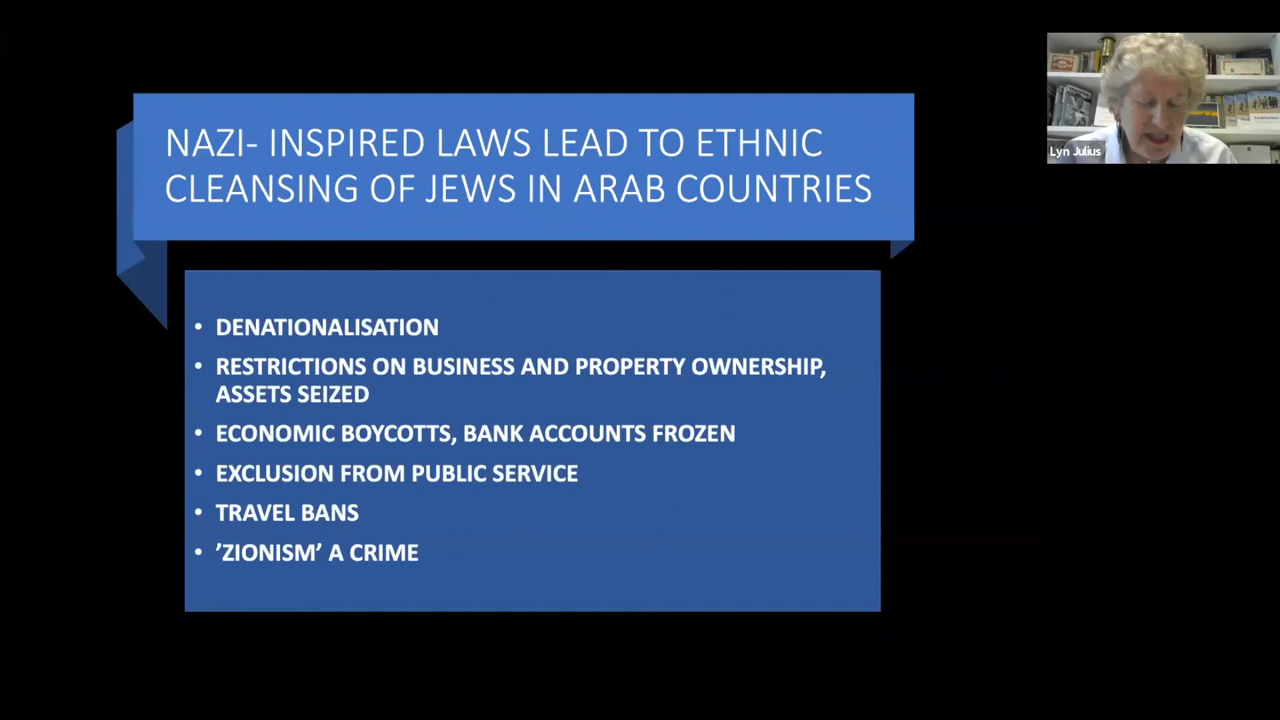 NAZI- INSPIRED LAWS LEAD TO ETHNIC
CLEANSING OF JEWS IN ARAB COUNTRIES
Lyn Julius
• DENATIONALISATION
• RESTRICTIONS ON BUSINESS AND PROPERTY OWNERSHIP,
ASSETS SEIZED
• ECONOMIC BOYCOTTS, BANK ACCOUNTS FROZEN
• EXCLUSION FROM PUBLIC SERVICE
• TRAVEL BANS
• ’ZIONISM’ A CRIME